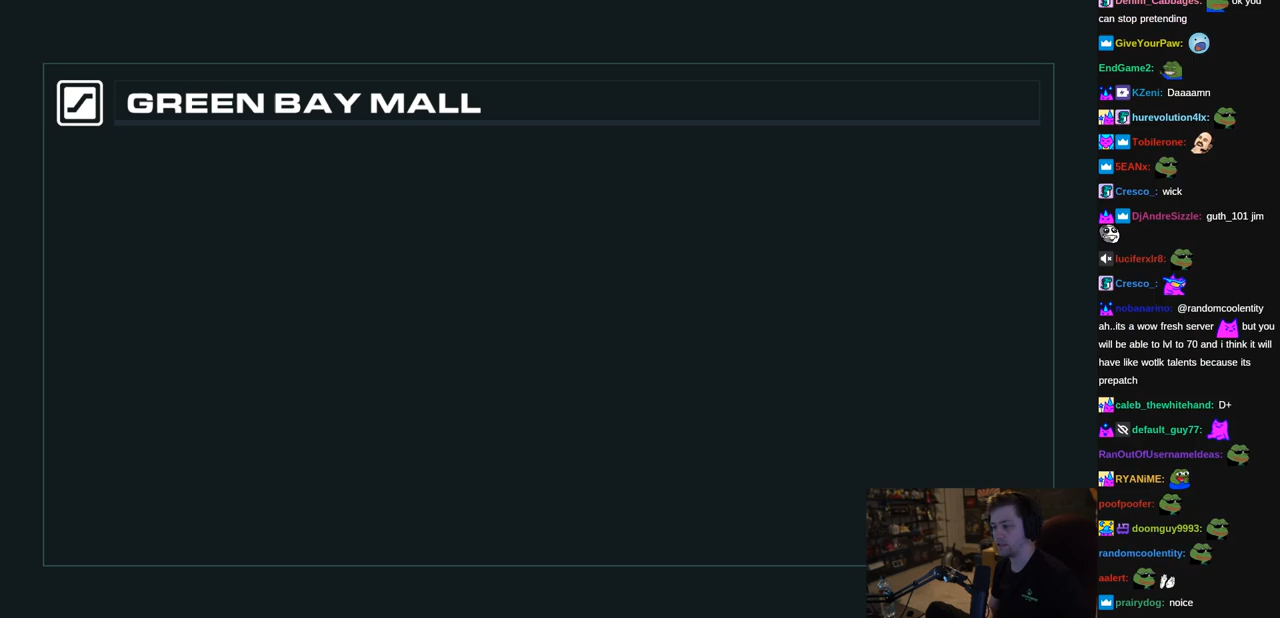 GREEN BAY MALL
Denim_Cabbages: ok you
can stop pretending
GiveYourPaw:
EndGame2:
KZeni: Daaaamn
hurevolution4lx:
Tobilerone:
5EANx:
Cresco_: wick
DjAndreSizzle: guth_101 jim
luciferxlr8:
Cresco_:
nobanarino: @randomcoolentity
ah..its a wow fresh server but you
will be able to lvl to 70 and i think it will
have like wotlk talents because its
prepatch
caleb_thewhitehand: D+
default_guy77:
RanOutOfUsernameIdeas:
RYANiME:
poofpoofer:
doomguy9993:
randomcoolentity:
aalert:
prairydog: noice